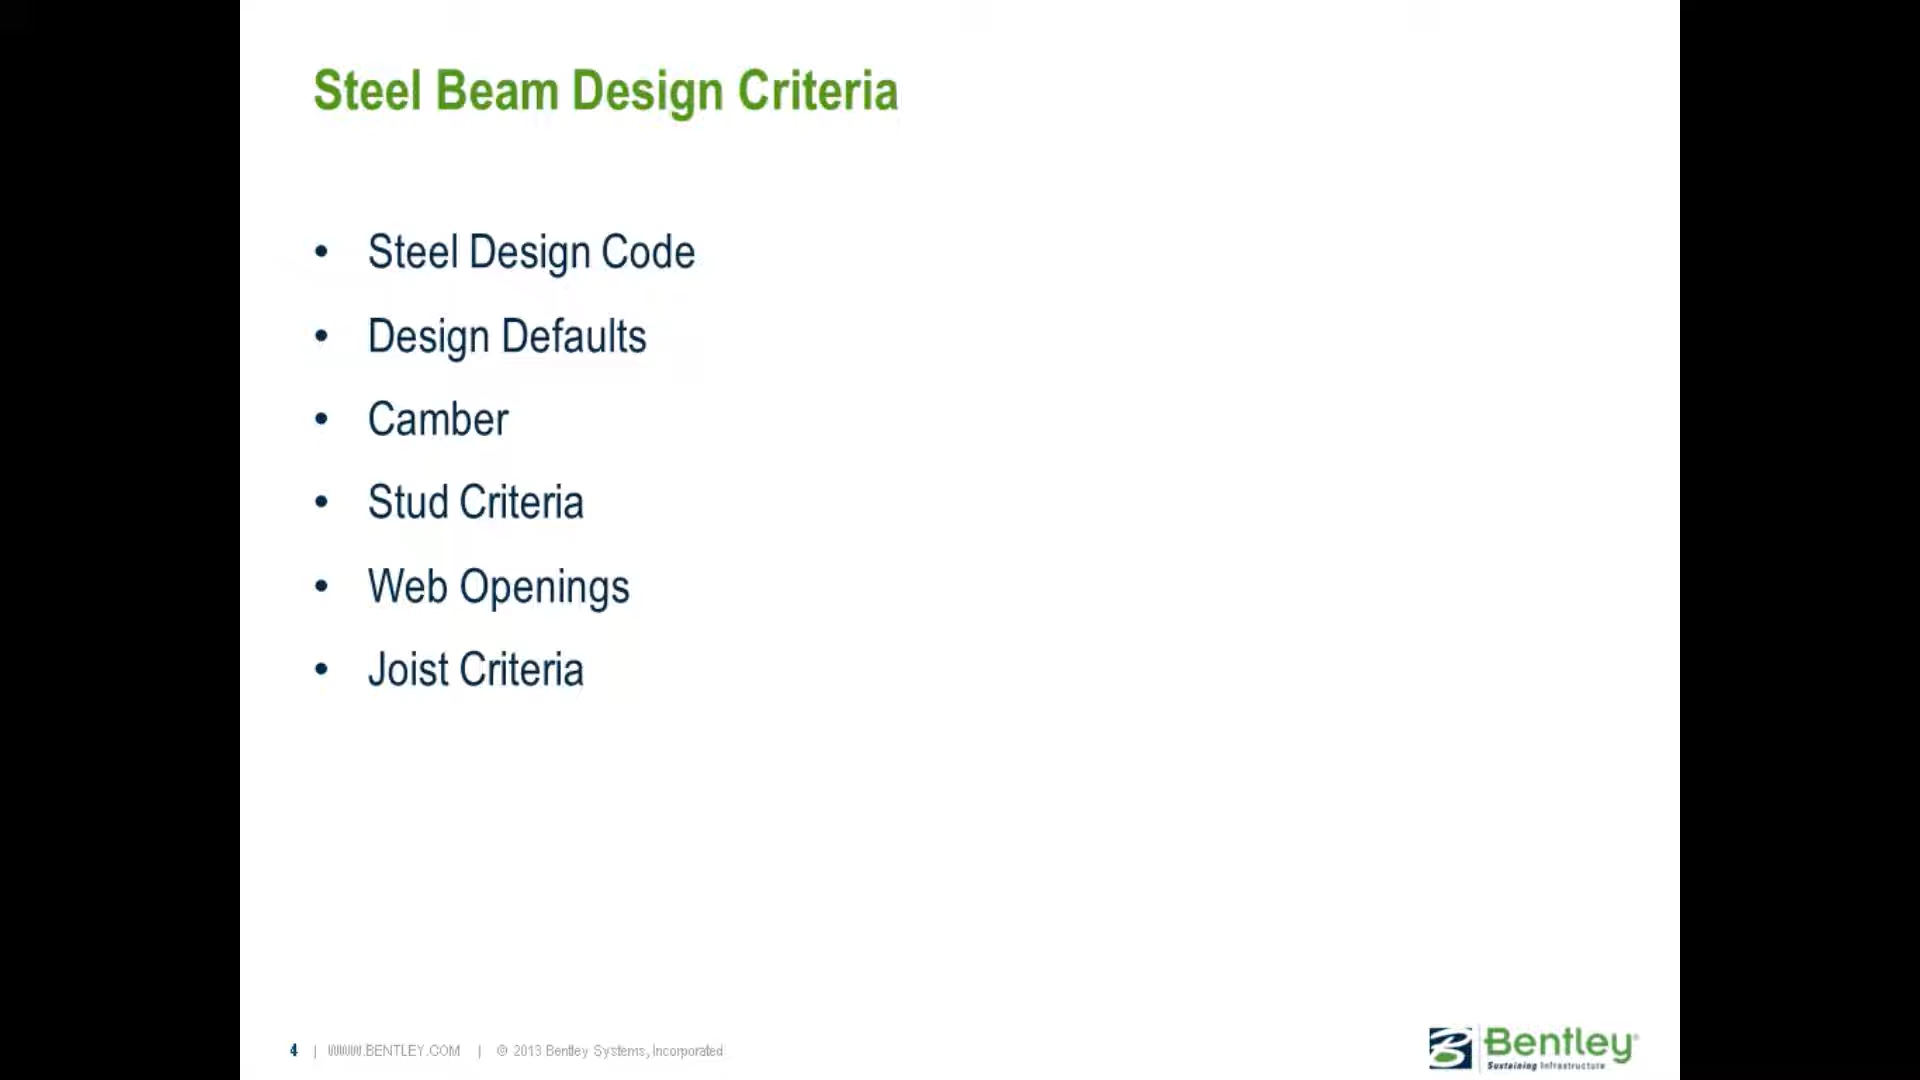 Steel Beam Design Criteria
• Steel Design Code
• Design Defaults
• Camber
• Stud Criteria
• Web Openings
• Joist Criteria
4 | WWW.BENTLEY.COM | © 2013 Bentley Systems, Incorporated
Bentley®
Sustaining Infrastructure